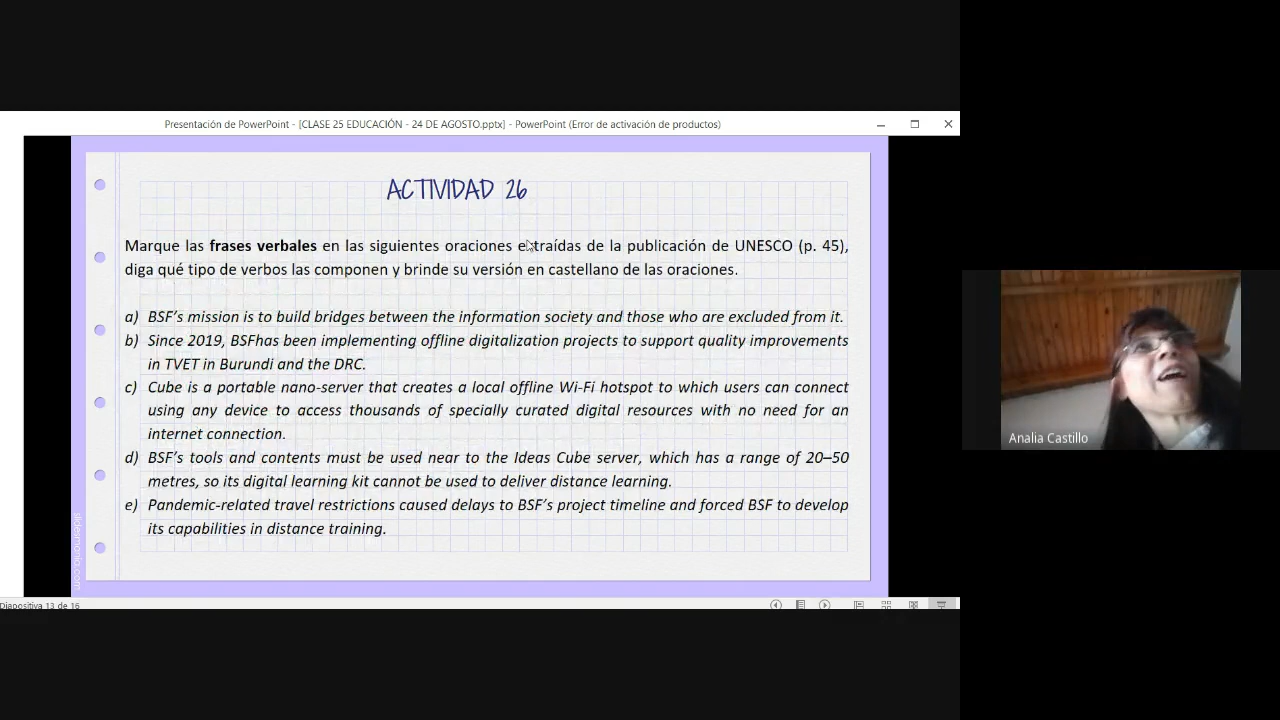 Presentación de PowerPoint - [CLASE 25 EDUCACIÓN - 24 DE AGOSTO.pptx] - PowerPoint (Error de activación de productos)
ACTIVIDAD 26
Marque las frases verbales en las siguientes oraciones extraídas de la publicación de UNESCO (p. 45),
diga qué tipo de verbos las componen y brinde su versión en castellano de las oraciones.
a) BSF's mission is to build bridges between the information society and those who are excluded from it.
b) Since 2019, BSFhas been implementing offline digitalization projects to support quality improvements
in TVET in Burundi and the DRC.
c) Cube is a portable nano-server that creates a local offline Wi-Fi hotspot to which users can connect
using any device to access thousands of specially curated digital resources with no need for an
internet connection.
d) BSF's tools and contents must be used near to the Ideas Cube server, which has a range of 20–50
metres, so its digital learning kit cannot be used to deliver distance learning.
e) Pandemic-related travel restrictions caused delays to BSF's project timeline and forced BSF to develop
its capabilities in distance training.
slidesmania.com
Diapositiva 13 de 16
Analia Castillo